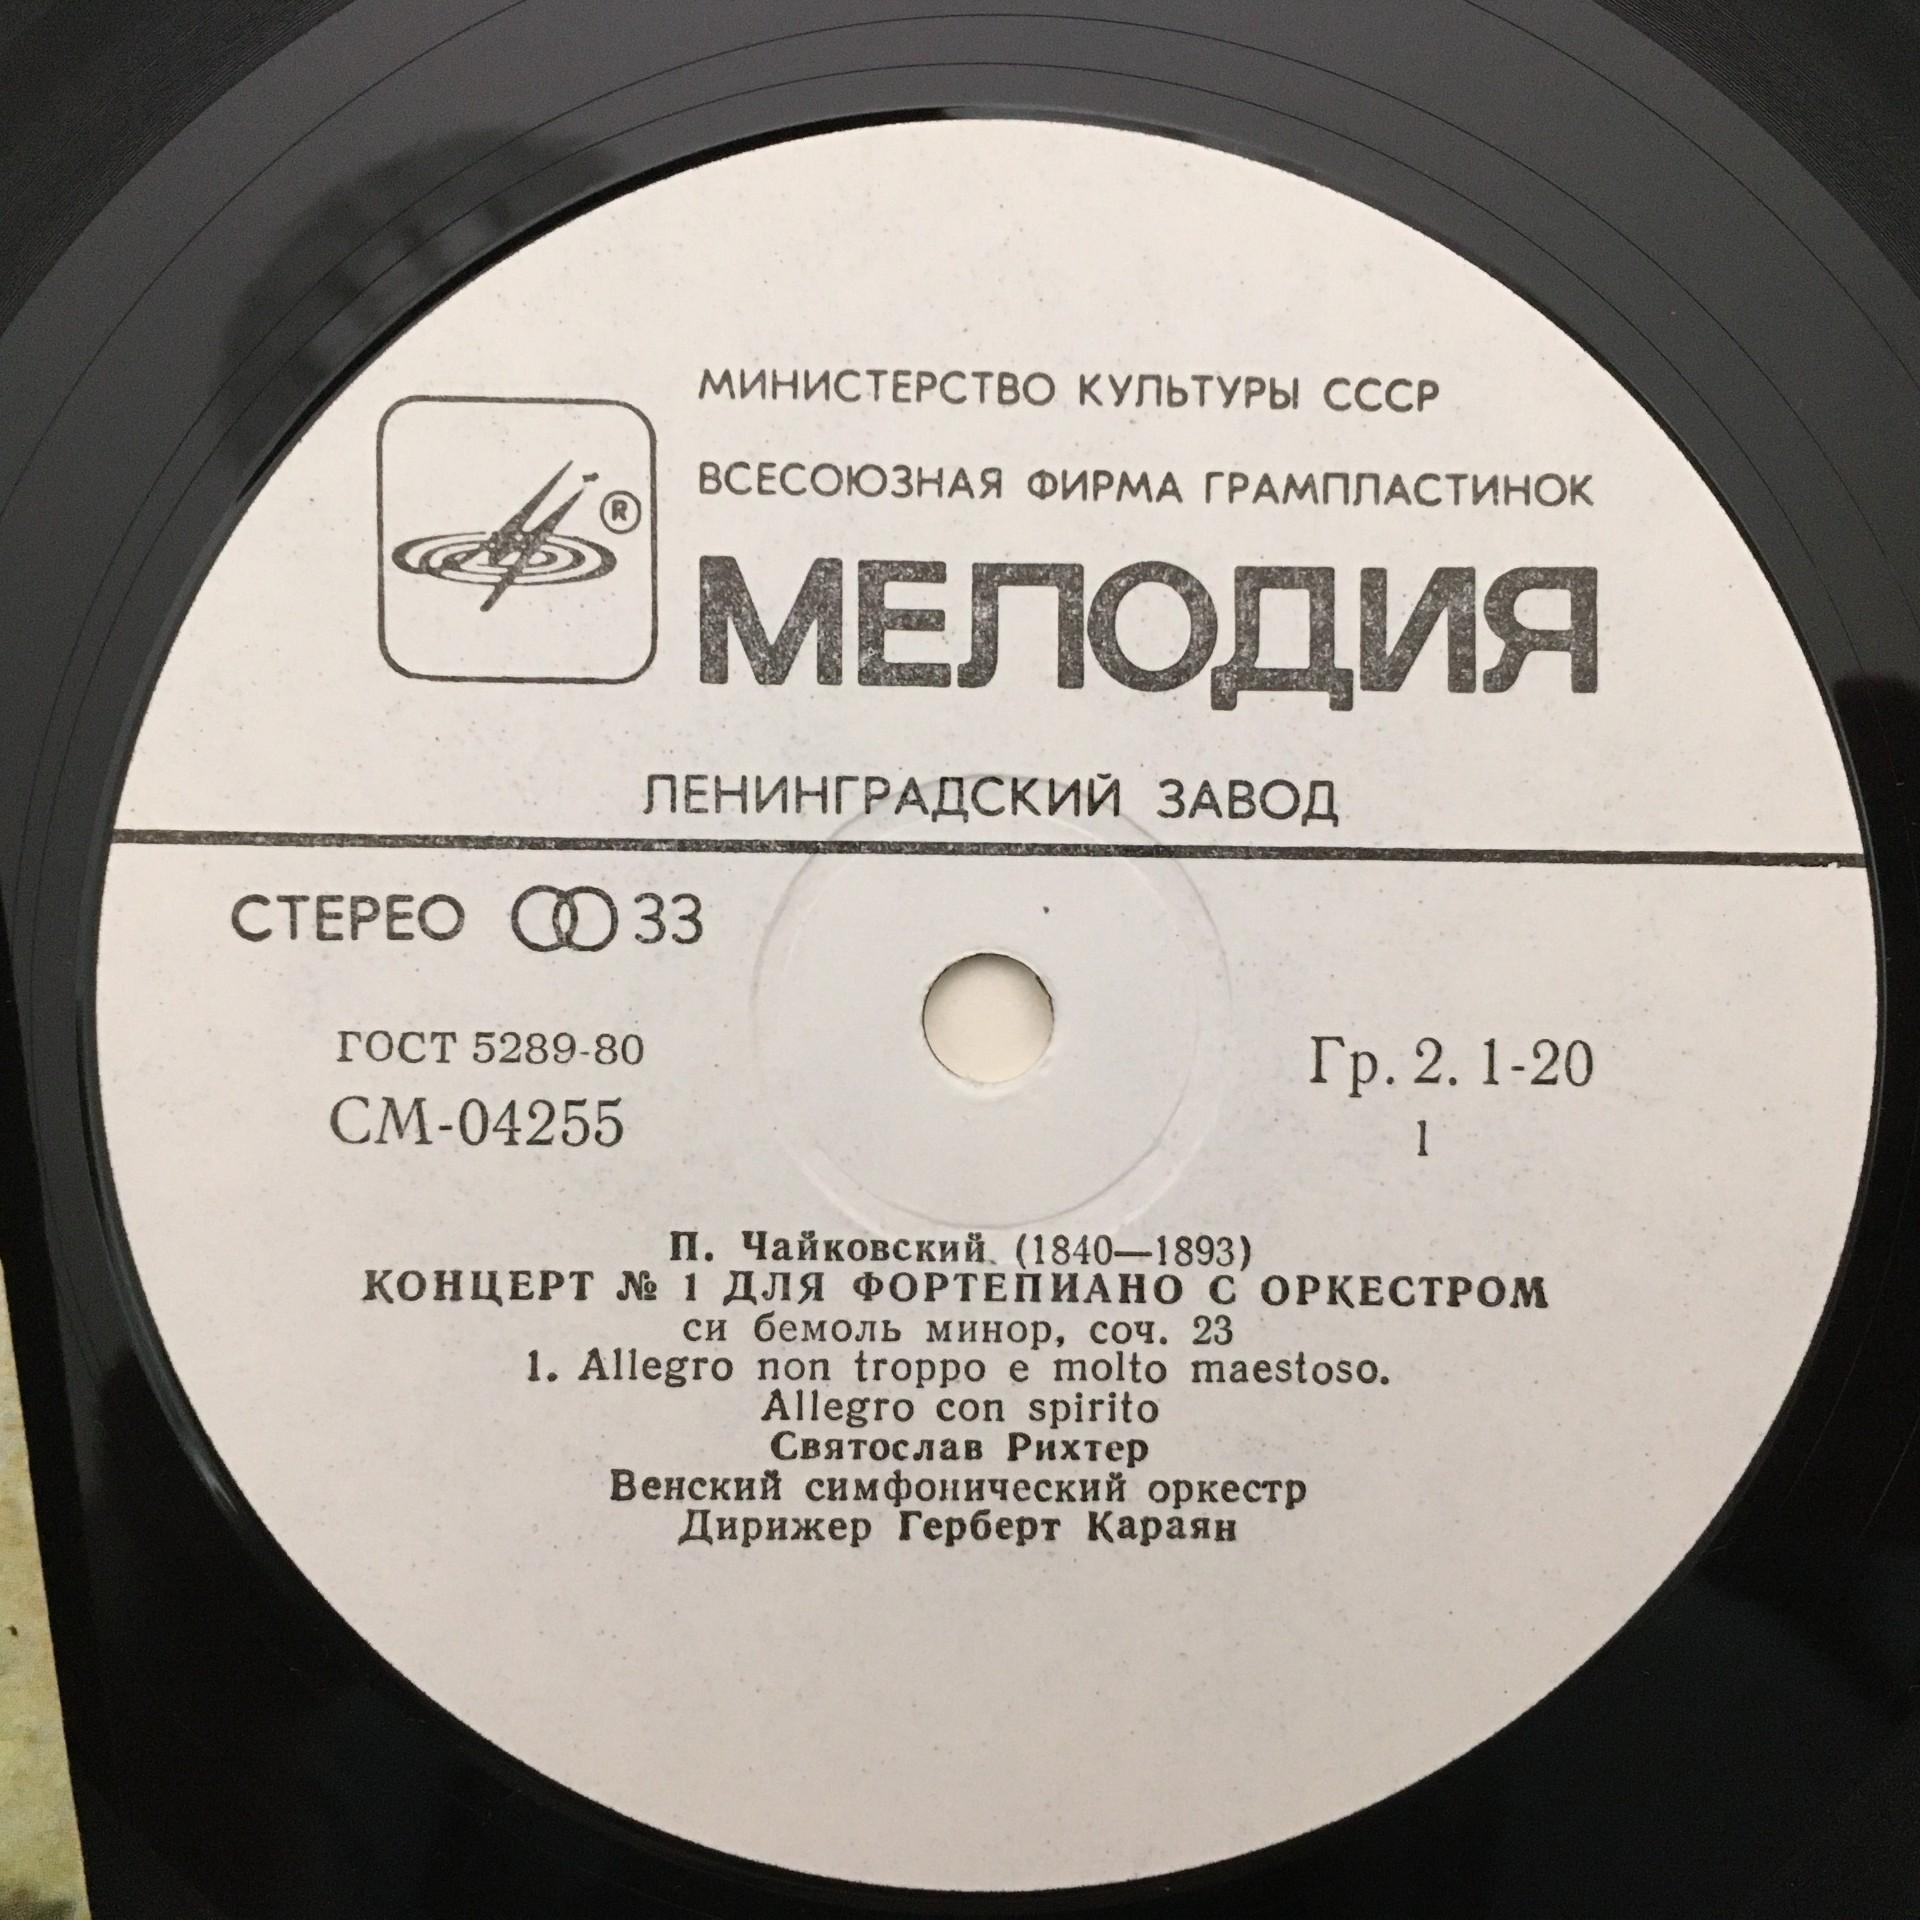 МИНИСТЕРСТВО КУЛЬТУРЫ СССР
ВСЕСОЮЗНАЯ ФИРМА ГРАМПЛАСТИНОК
®
МЕЛОДИЯ
ЛЕНИНГРАДСКИЙ ЗАВОД
СТЕРЕО 33
ГОСТ 5289-80
Гр. 2. 1-20
СМ-04255
1
П. Чайковский (1840—1893)
КОНЦЕРТ № 1 ДЛЯ ФОРТЕПИАНО С ОРКЕСТРОМ
си бемоль минор, соч. 23
1. Allegro non troppo e molto maestoso.
Allegro con spirito
Святослав Рихтер
Венский симфонический оркестр
Дирижер Герберт Караян